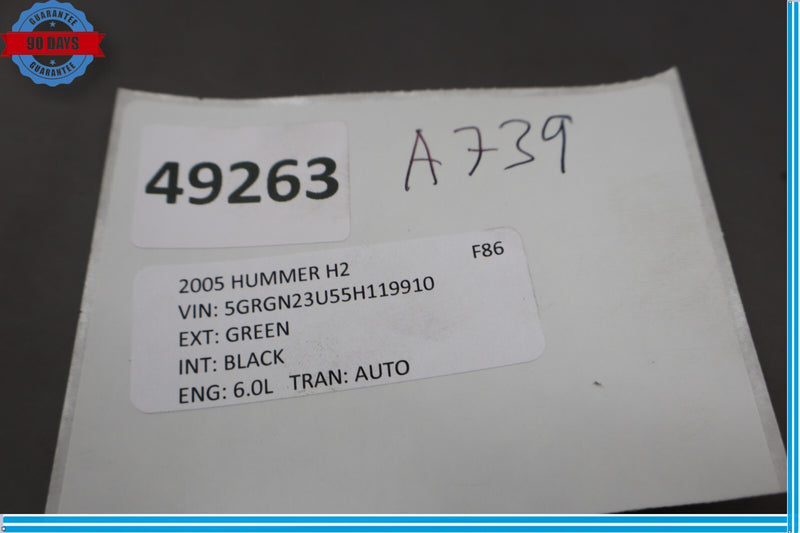 GUARANTEE
90 DAYS
GUARANTEE
49263
A739
2005 HUMMER H2 F86
VIN: 5GRGN23U55H119910
EXT: GREEN
INT: BLACK
ENG: 6.0L TRAN: AUTO